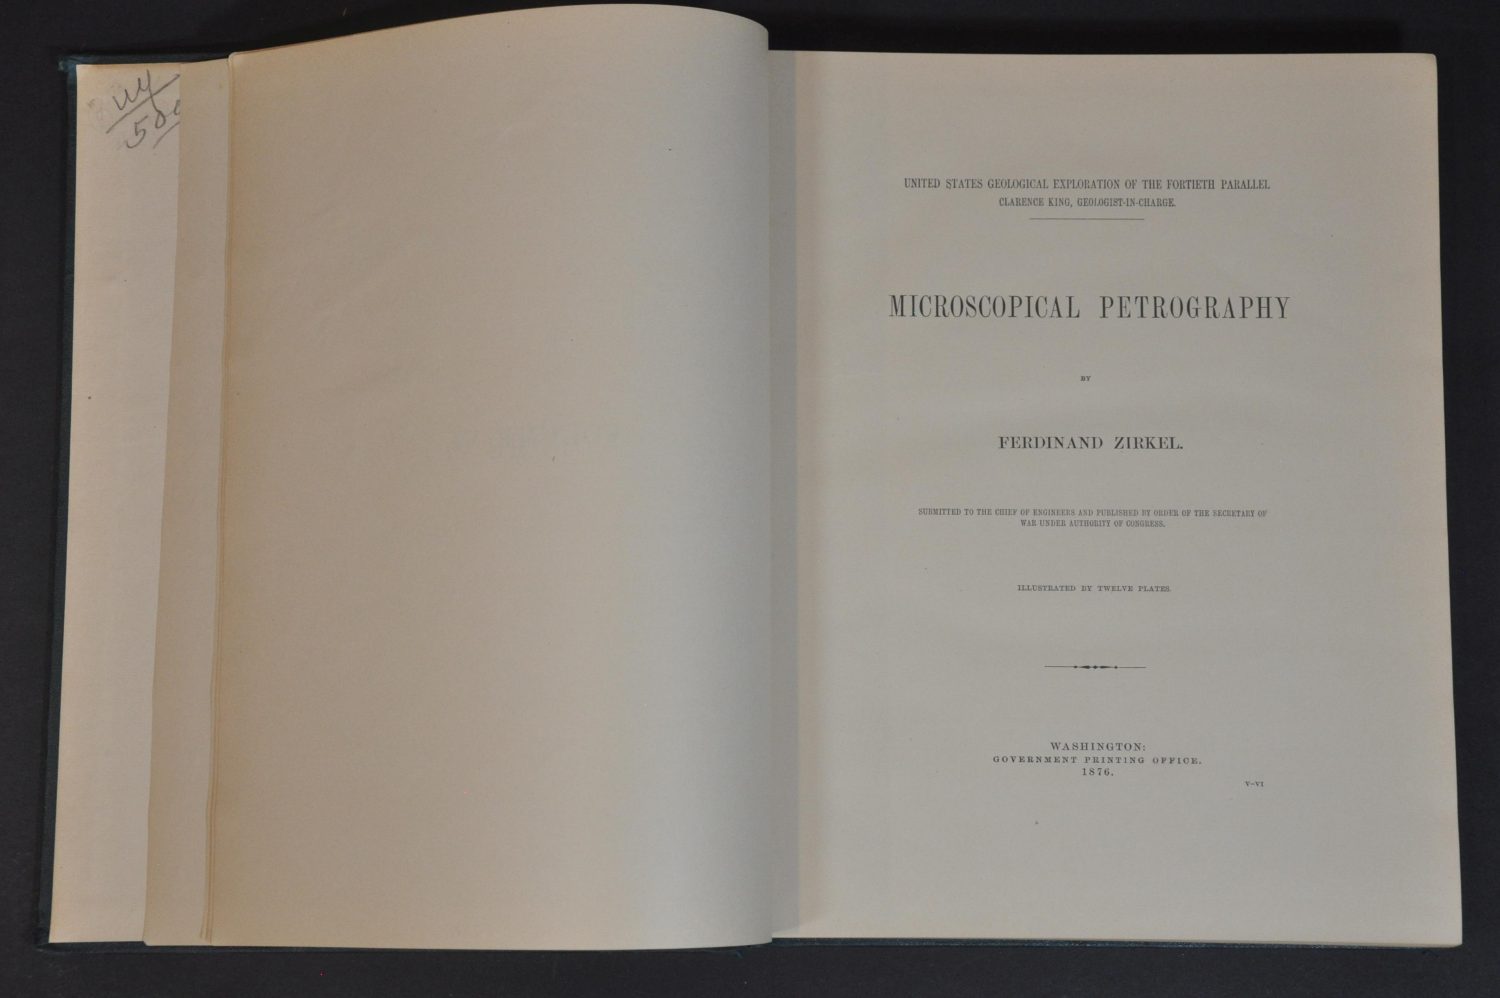 UNITED STATES GEOLOGICAL EXPLORATION OF THE FORTIETH PARALLEL
CLARENCE KING, GEOLOGIST-IN-CHARGE.
MICROSCOPICAL PETROGRAPHY
BY
FERDINAND ZIRKEL.
SUBMITTED TO THE CHIEF OF ENGINEERS AND PUBLISHED BY ORDER OF THE SECRETARY OF
WAR UNDER AUTHORITY OF CONGRESS.
ILLUSTRATED BY TWELVE PLATES.
WASHINGTON:
GOVERNMENT PRINTING OFFICE.
1876.
V–VI